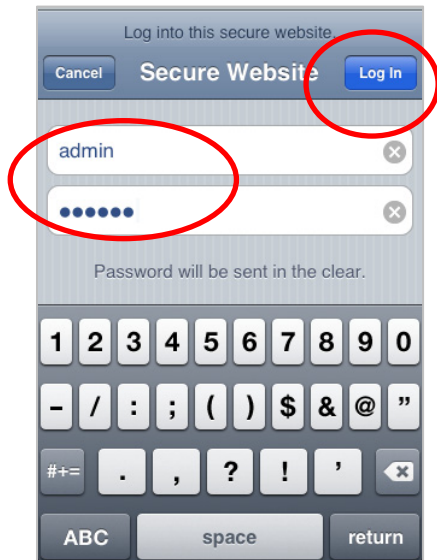 Log into this secure website.
Cancel Secure Website Log In
admin
••••••
Password will be sent in the clear.
1 2 3 4 5 6 7 8 9 0
- / : ; ( ) $ & @ "
#+= . , ? ! '
ABC space return